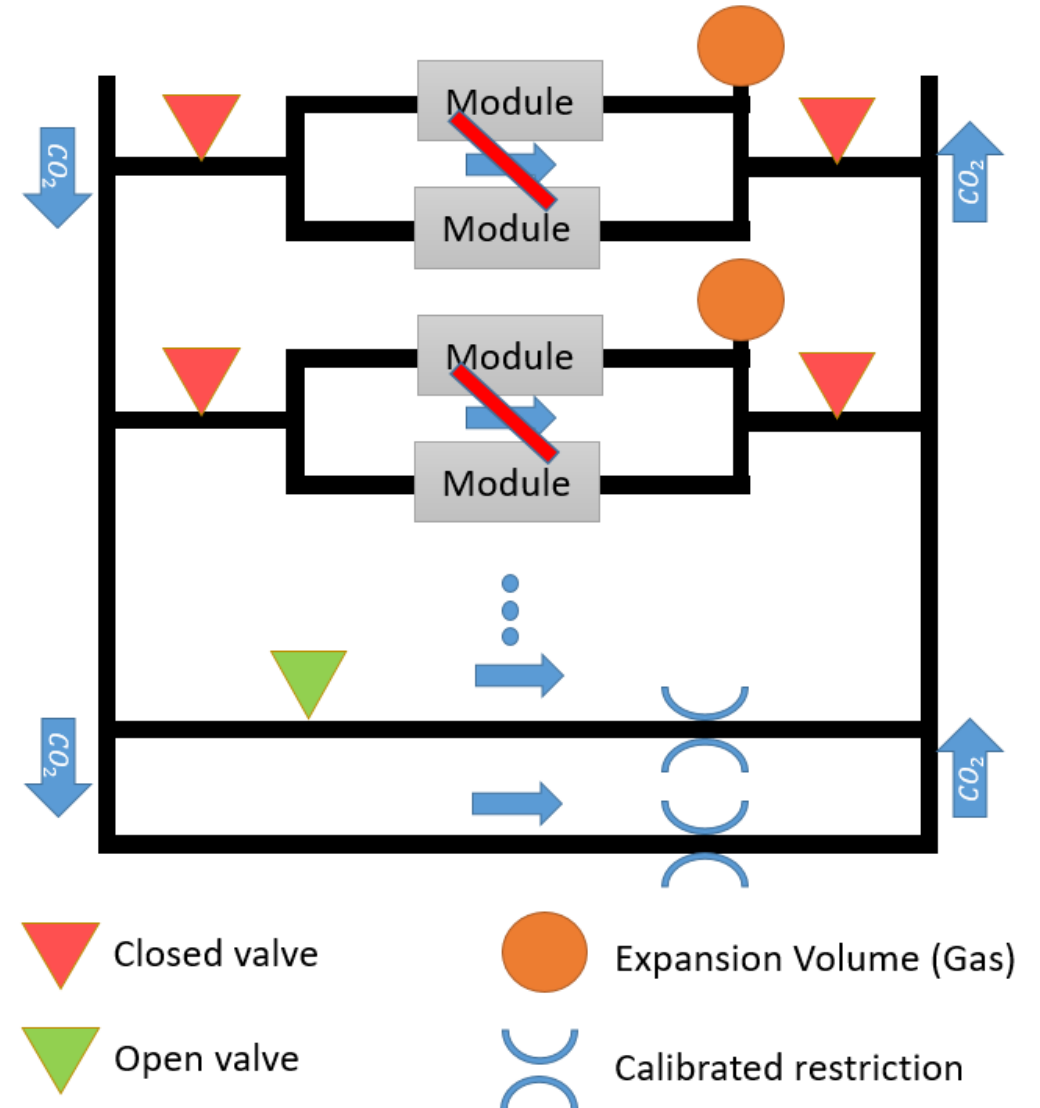 Module
CO₂
CO₂
Module
Module
Module
CO₂
CO₂
Closed valve
Expansion Volume (Gas)
Open valve
Calibrated restriction